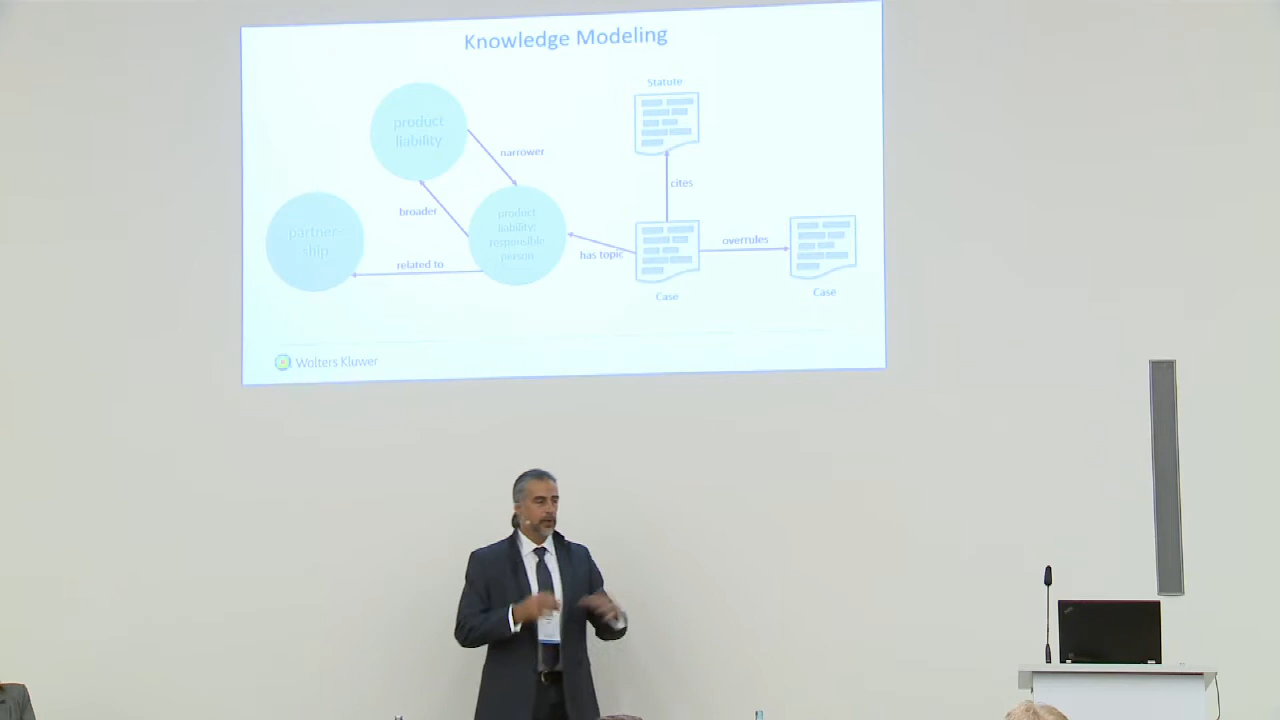 Knowledge Modeling
Statute
product
liability
narrower
cites
broader
product
liability:
responsible
person
partner-
ship
overrules
has topic
related to
Case
Case
Wolters Kluwer